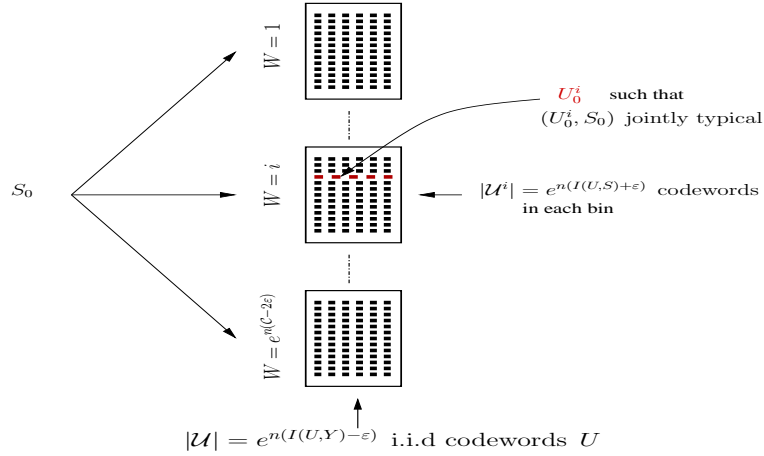 W = 1
U_0^i such that
(U_0^i, S_0) jointly typical
S_0
W = i
|𝒰^i| = e^{n(I(U,S)+ε)} codewords
in each bin
W = e^{n(C−2ε)}
|𝒰| = e^{n(I(U,Y)−ε)} i.i.d codewords U